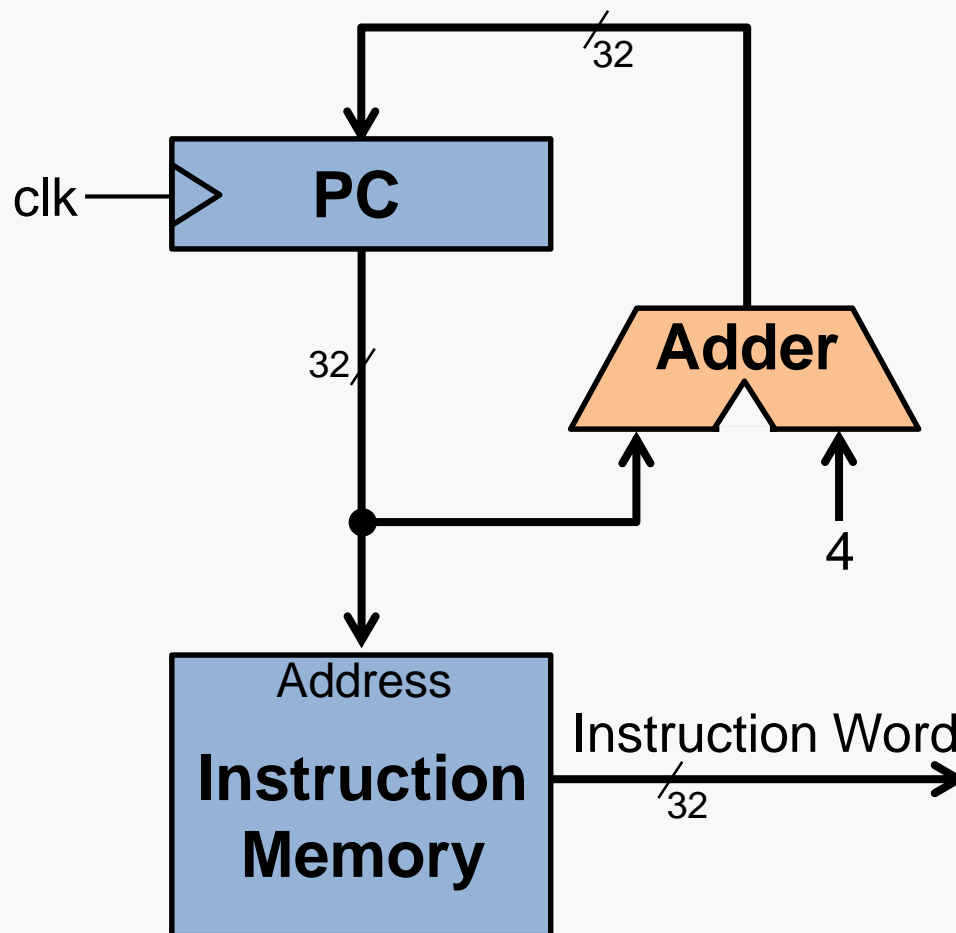 32
clk
PC
32
Adder
4
Address
Instruction
Memory
Instruction Word
32